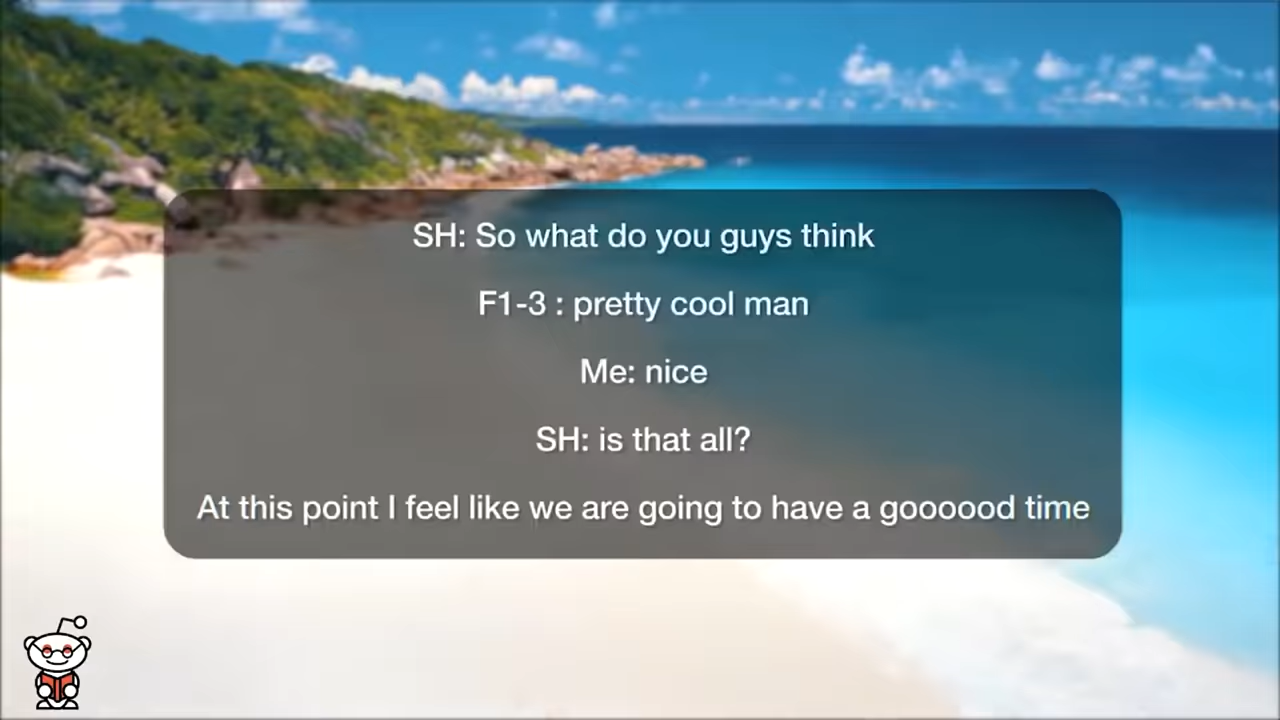 SH: So what do you guys think
F1-3 : pretty cool man
Me: nice
SH: is that all?
At this point I feel like we are going to have a goooood time